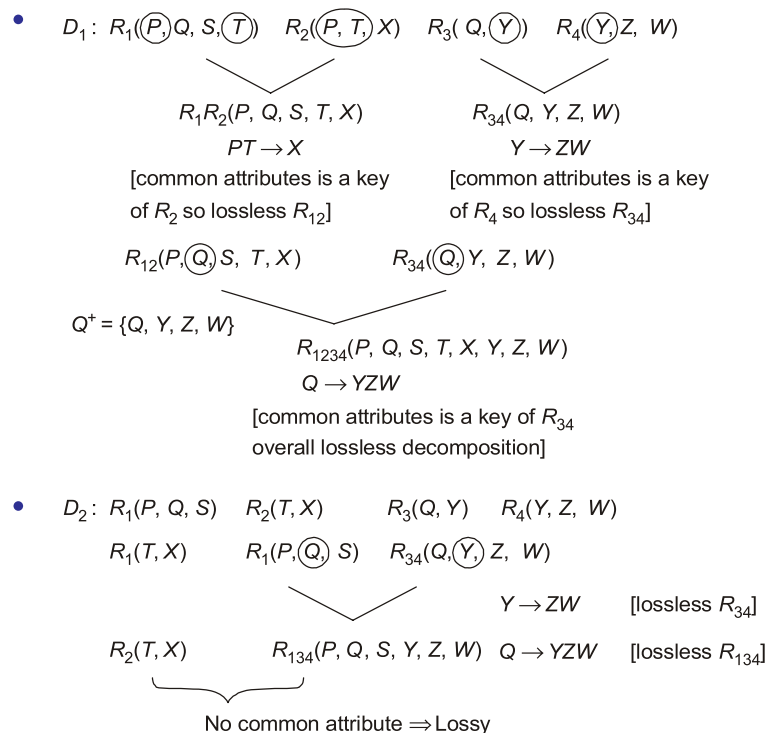 • D₁ : R₁(P, Q, S, T) R₂(P, T, X) R₃( Q, Y) R₄(Y, Z, W)
R₁R₂(P, Q, S, T, X) R₃₄(Q, Y, Z, W)
PT → X Y → ZW
[common attributes is a key [common attributes is a key
of R₂ so lossless R₁₂] of R₄ so lossless R₃₄]
R₁₂(P, Q, S, T, X) R₃₄(Q, Y, Z, W)
Q⁺ = {Q, Y, Z, W}
R₁₂₃₄(P, Q, S, T, X, Y, Z, W)
Q → YZW
[common attributes is a key of R₃₄
overall lossless decomposition]
• D₂ : R₁(P, Q, S) R₂(T, X) R₃(Q, Y) R₄(Y, Z, W)
R₁(T, X) R₁(P, Q, S) R₃₄(Q, Y, Z, W)
Y → ZW [lossless R₃₄]
R₂(T, X) R₁₃₄(P, Q, S, Y, Z, W) Q → YZW [lossless R₁₃₄]
No common attribute ⇒ Lossy